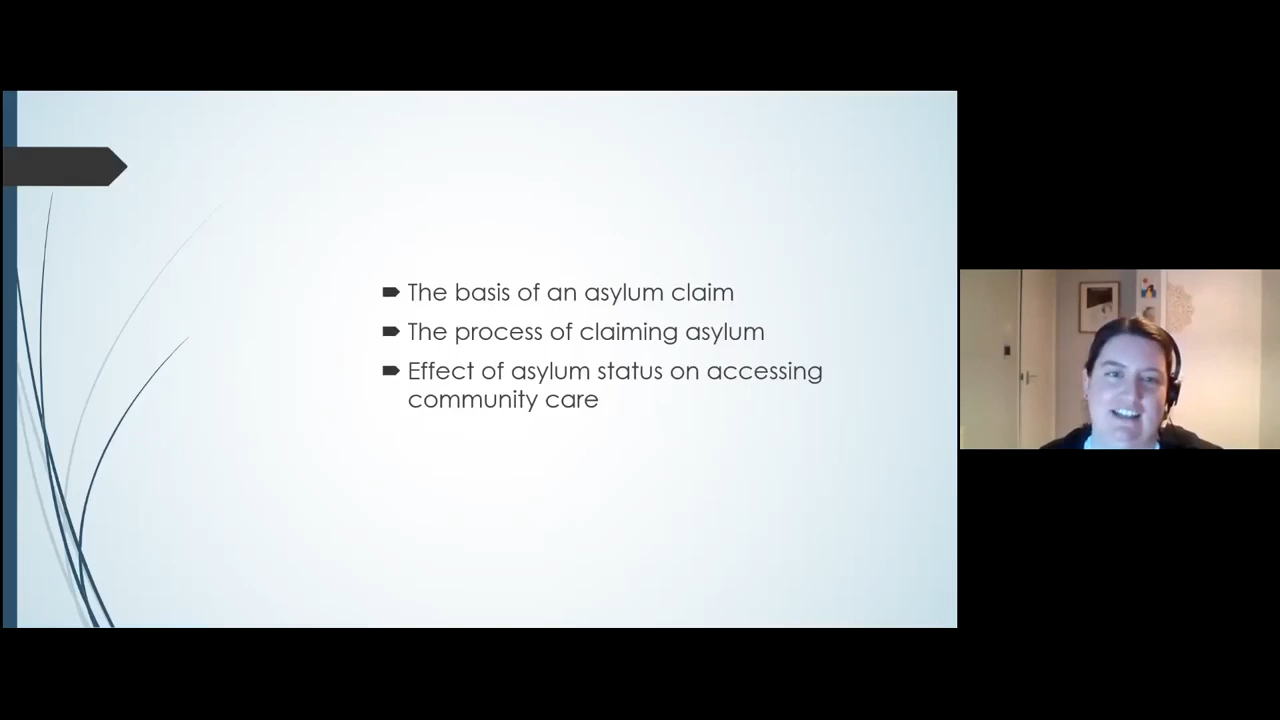 The basis of an asylum claim
The process of claiming asylum
Effect of asylum status on accessing
community care